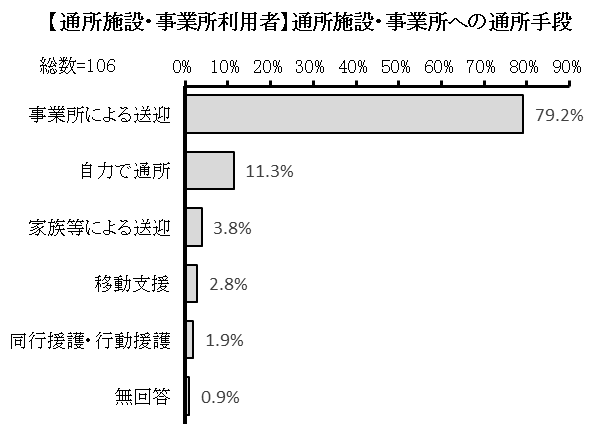 【通所施設・事業所利用者】通所施設・事業所への通所手段
総数=106 0% 10% 20% 30% 40% 50% 60% 70% 80% 90%
事業所による送迎 79.2%
自力で通所 11.3%
家族等による送迎 3.8%
移動支援 2.8%
同行援護・行動援護 1.9%
無回答 0.9%